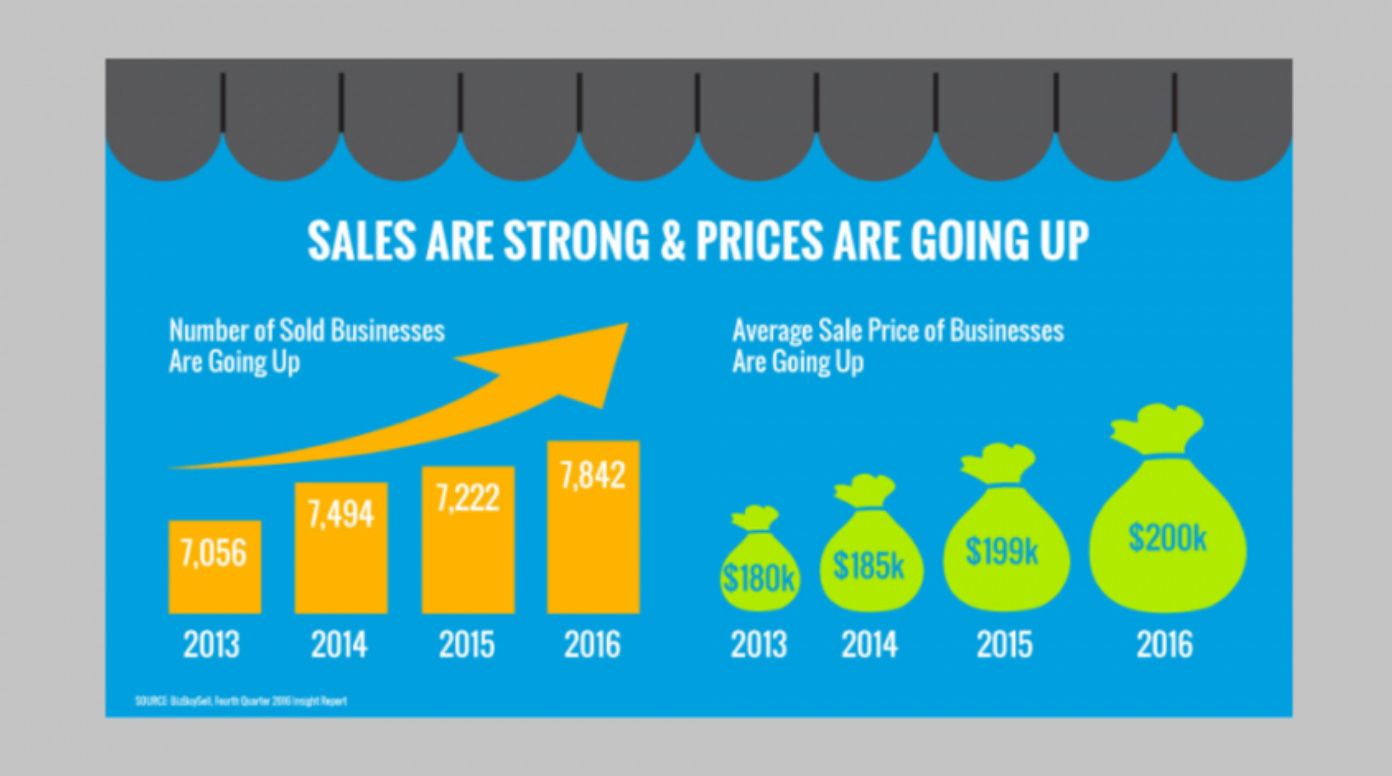 SALES ARE STRONG & PRICES ARE GOING UP
Number of Sold Businesses
Are Going Up
7,056
7,494
7,222
7,842
2013
2014
2015
2016
Average Sale Price of Businesses
Are Going Up
$180k
$185k
$199k
$200k
2013
2014
2015
2016
SOURCE: BizBuySell, Fourth Quarter 2016 Insight Report